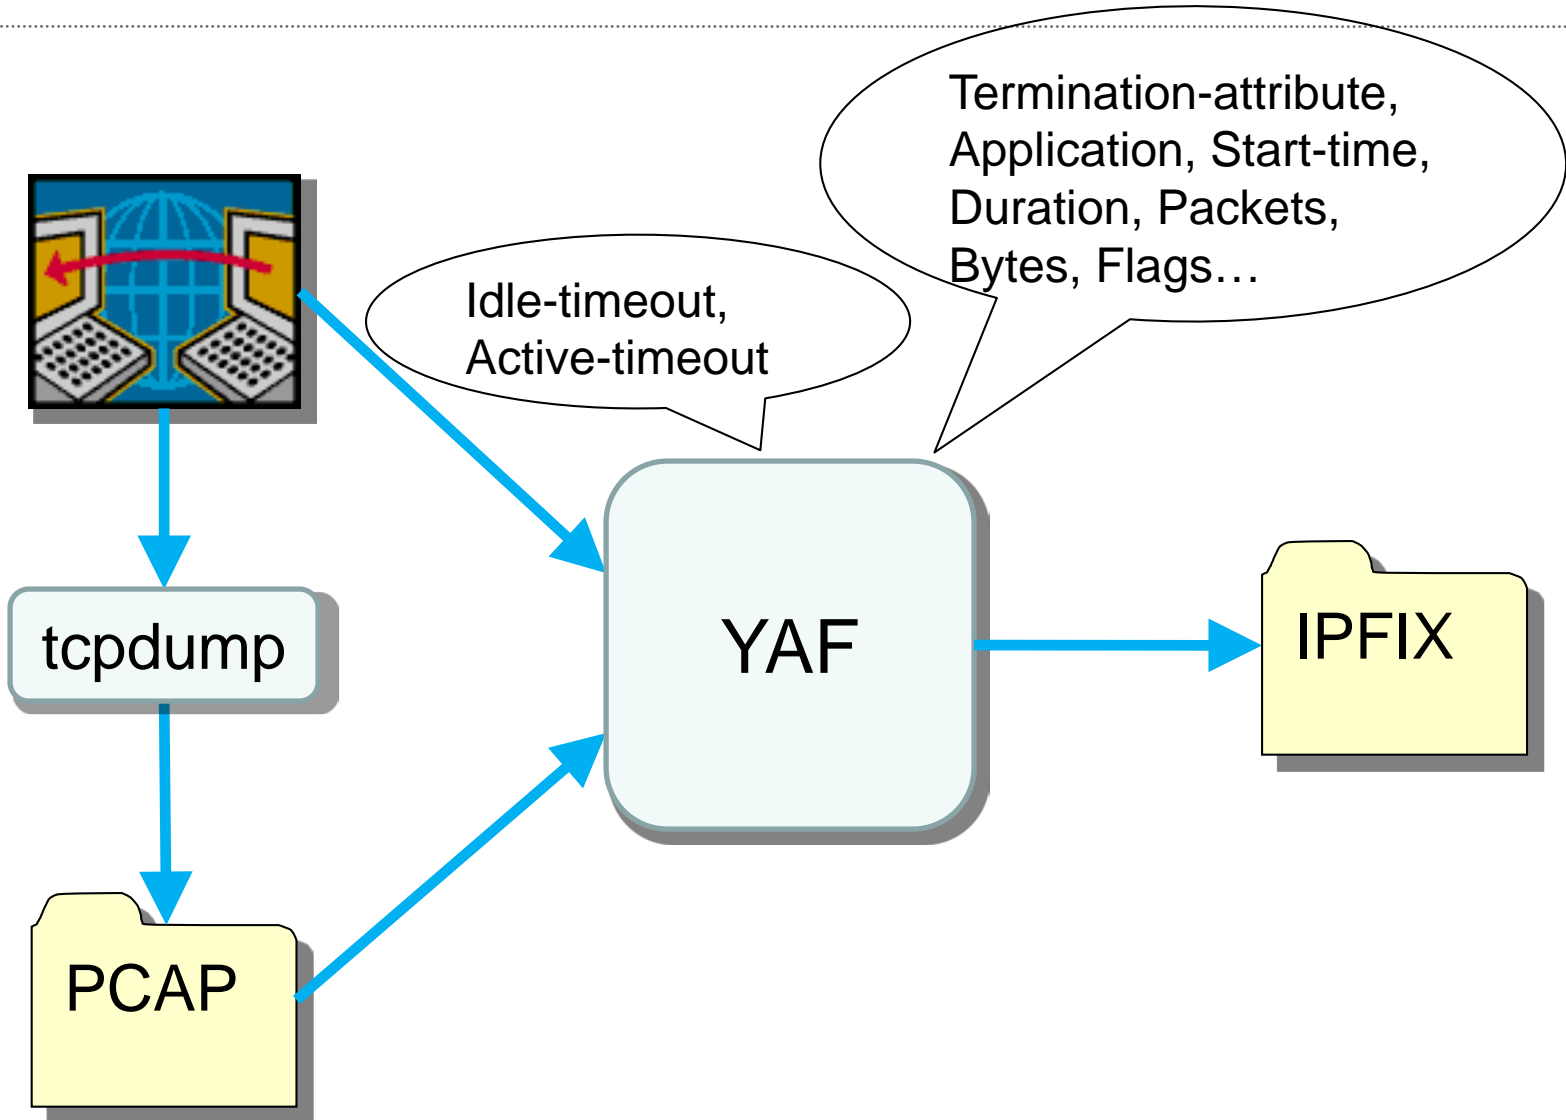 Termination-attribute,
Application, Start-time,
Duration, Packets,
Bytes, Flags…
Idle-timeout,
Active-timeout
tcpdump
YAF
IPFIX
PCAP